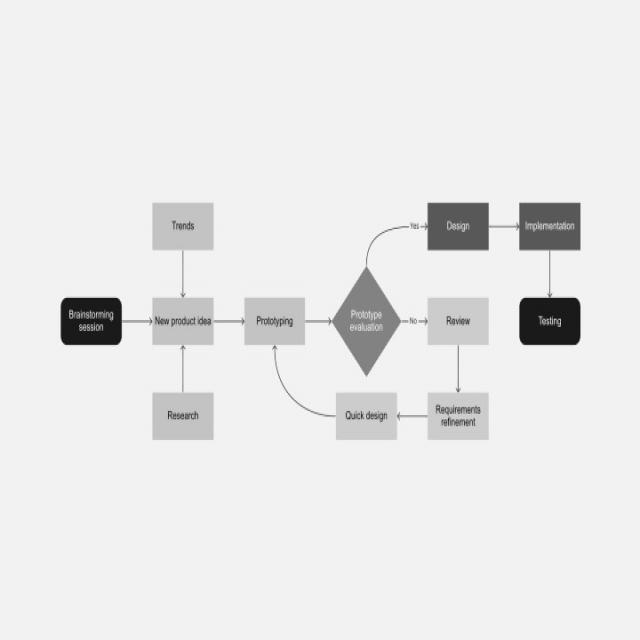 Trends
Yes
Design
Implementation
Brainstorming
session
New product idea
Prototyping
Prototype
evaluation
No
Review
Testing
Research
Quick design
Requirements
refinement